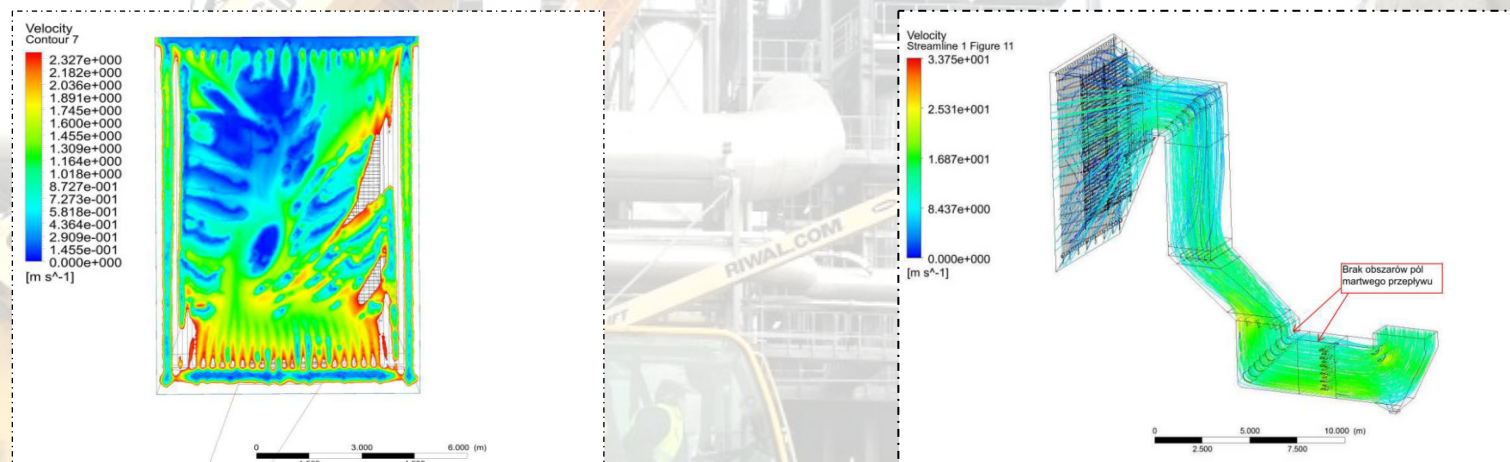 Velocity
Contour 7
2.327e+000
2.182e+000
2.036e+000
1.891e+000
1.745e+000
1.600e+000
1.455e+000
1.309e+000
1.164e+000
1.018e+000
8.727e-001
7.273e-001
5.818e-001
4.364e-001
2.909e-001
1.455e-001
0.000e+000
[m s^-1]
0 3.000 6.000 (m)
RIWAL.COM
Velocity
Streamline 1 Figure 11
3.375e+001
2.531e+001
1.687e+001
8.437e+000
0.000e+000
[m s^-1]
Brak obszarów pól
martwego przepływu
0 5.000 10.000 (m)
2.500 7.500